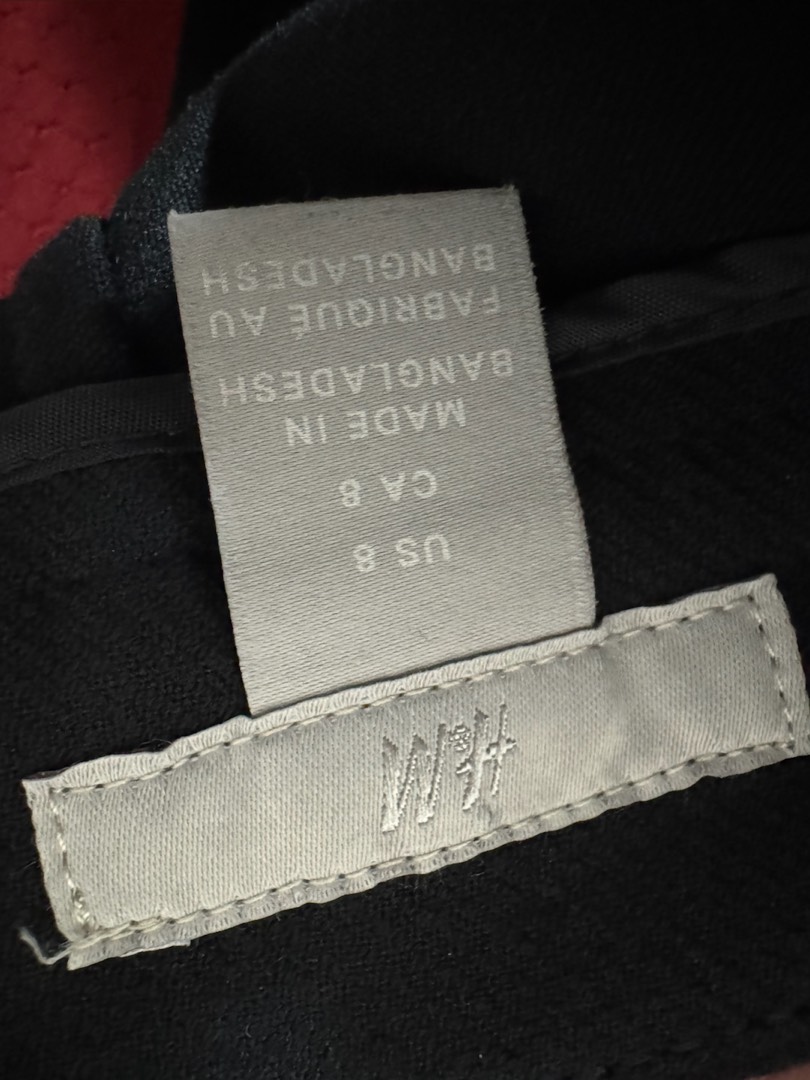 H&M
US 8
CA 8
MADE IN
BANGLADESH
FABRIQUÉ AU
BANGLADESH